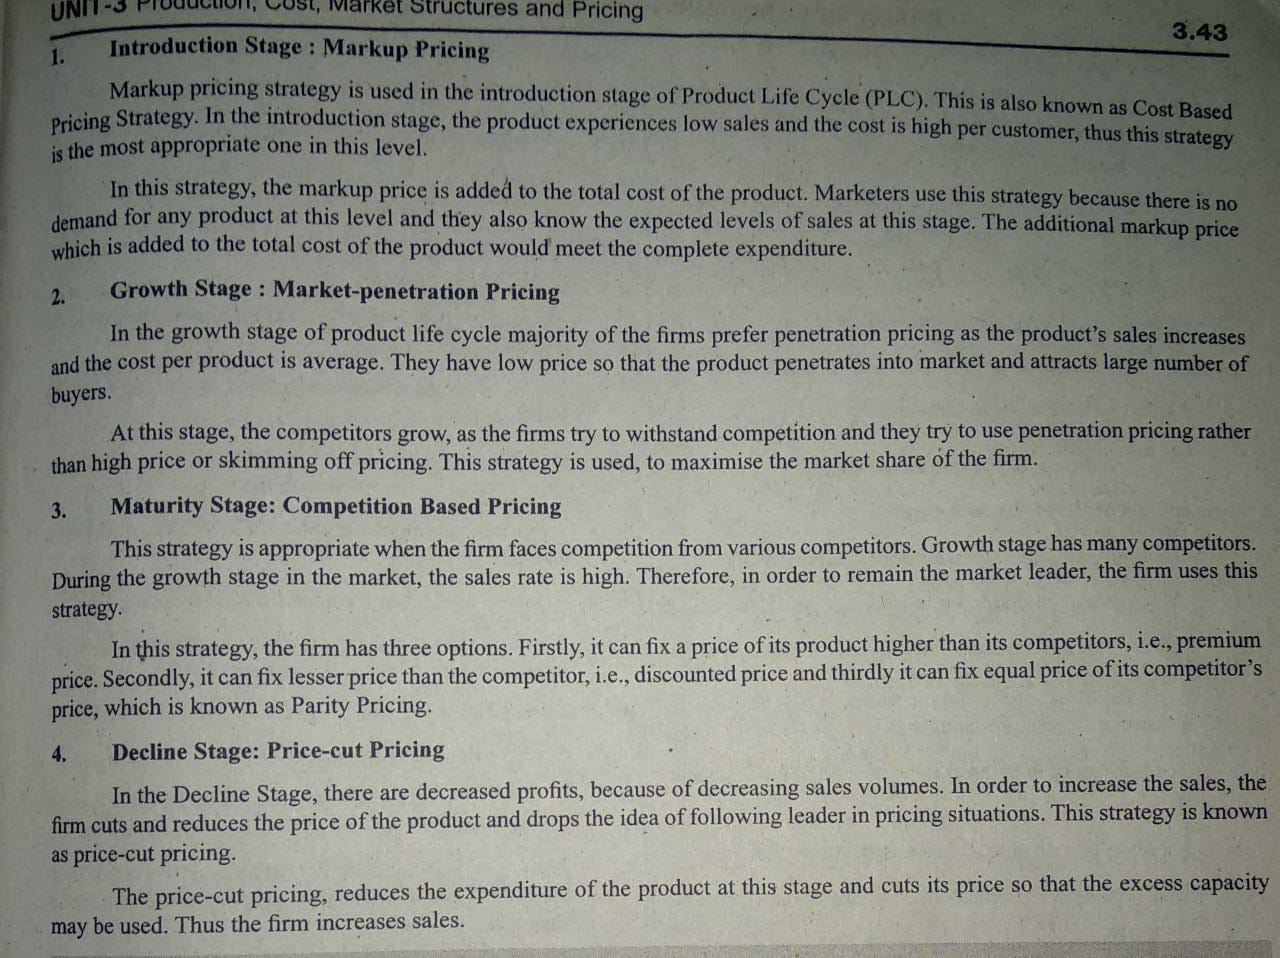 UNIT-3 Production, Cost, Market Structures and Pricing
3.43
1. Introduction Stage : Markup Pricing
Markup pricing strategy is used in the introduction stage of Product Life Cycle (PLC). This is also known as Cost Based
Pricing Strategy. In the introduction stage, the product experiences low sales and the cost is high per customer, thus this strategy
is the most appropriate one in this level.
In this strategy, the markup price is added to the total cost of the product. Marketers use this strategy because there is no
demand for any product at this level and they also know the expected levels of sales at this stage. The additional markup price
which is added to the total cost of the product would meet the complete expenditure.
2. Growth Stage : Market-penetration Pricing
In the growth stage of product life cycle majority of the firms prefer penetration pricing as the product's sales increases
and the cost per product is average. They have low price so that the product penetrates into market and attracts large number of
buyers.
At this stage, the competitors grow, as the firms try to withstand competition and they try to use penetration pricing rather
than high price or skimming off pricing. This strategy is used, to maximise the market share of the firm.
3. Maturity Stage: Competition Based Pricing
This strategy is appropriate when the firm faces competition from various competitors. Growth stage has many competitors.
During the growth stage in the market, the sales rate is high. Therefore, in order to remain the market leader, the firm uses this
strategy.
In this strategy, the firm has three options. Firstly, it can fix a price of its product higher than its competitors, i.e., premium
price. Secondly, it can fix lesser price than the competitor, i.e., discounted price and thirdly it can fix equal price of its competitor's
price, which is known as Parity Pricing.
4. Decline Stage: Price-cut Pricing
In the Decline Stage, there are decreased profits, because of decreasing sales volumes. In order to increase the sales, the
firm cuts and reduces the price of the product and drops the idea of following leader in pricing situations. This strategy is known
as price-cut pricing.
The price-cut pricing, reduces the expenditure of the product at this stage and cuts its price so that the excess capacity
may be used. Thus the firm increases sales.